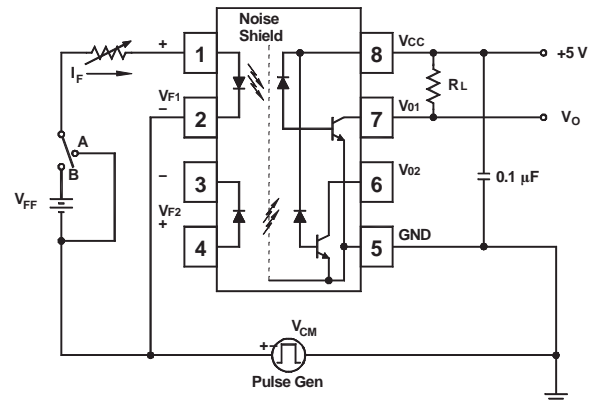 Noise
Shield
+
1
8
VCC
+5 V
IF
RL
VF1
–
2
7
V01
VO
A
B
–
3
6
V02
0.1 μF
VFF
VF2
+
4
5
GND
VCM
+–
Pulse Gen